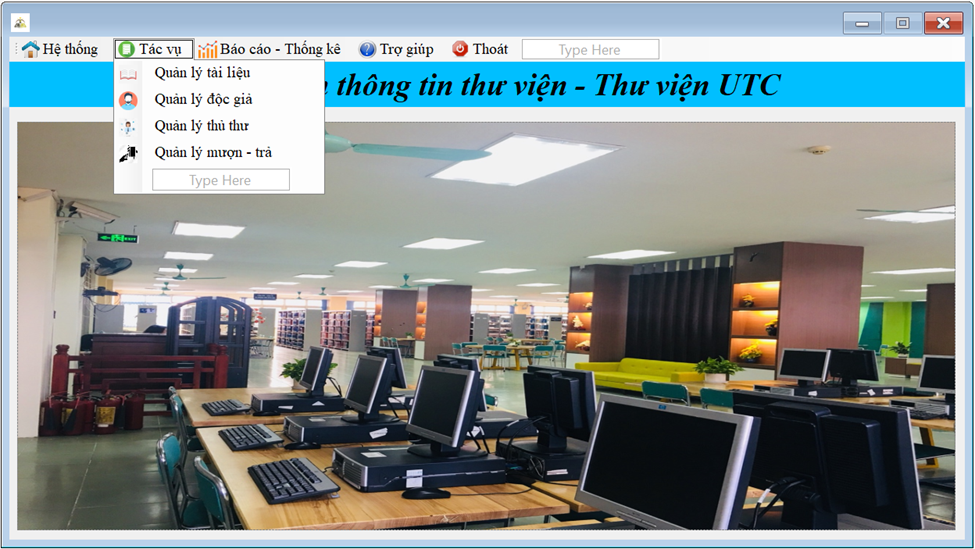 Hệ thống Tác vụ Báo cáo - Thống kê Trợ giúp Thoát Type Here
Quản lý tài liệu
Quản lý độc giả
Quản lý thủ thư
Quản lý mượn - trả
Type Here
thông tin thư viện - Thư viện UTC